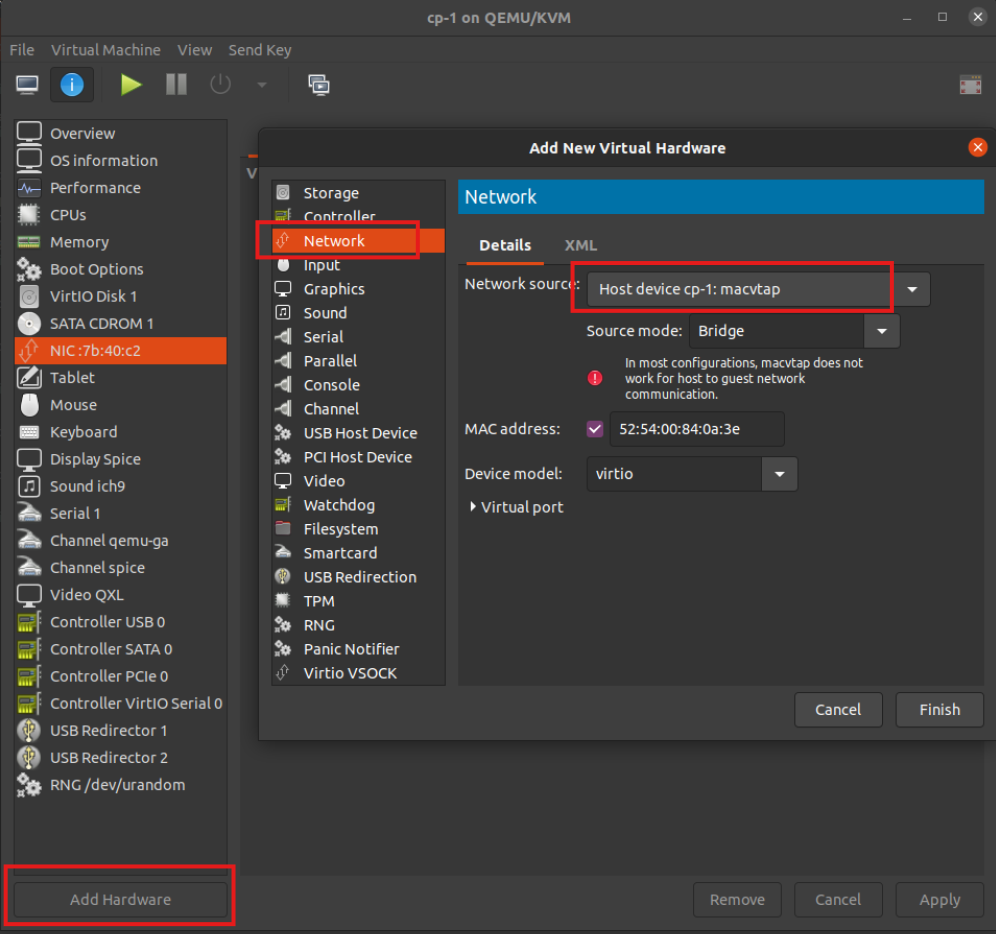 cp-1 on QEMU/KVM
File Virtual Machine View Send Key
Overview
OS information
Performance
CPUs
Memory
Boot Options
VirtIO Disk 1
SATA CDROM 1
NIC :7b:40:c2
Tablet
Mouse
Keyboard
Display Spice
Sound ich9
Serial 1
Channel qemu-ga
Channel spice
Video QXL
Controller USB 0
Controller SATA 0
Controller PCIe 0
Controller VirtIO Serial 0
USB Redirector 1
USB Redirector 2
RNG /dev/urandom
Add Hardware
V
Add New Virtual Hardware
Storage
Controller
Network
Input
Graphics
Sound
Serial
Parallel
Console
Channel
USB Host Device
PCI Host Device
Video
Watchdog
Filesystem
Smartcard
USB Redirection
TPM
RNG
Panic Notifier
Virtio VSOCK
Network
Details XML
Network source: Host device cp-1: macvtap
Source mode: Bridge
In most configurations, macvtap does not
work for host to guest network
communication.
MAC address: 52:54:00:84:0a:3e
Device model: virtio
Virtual port
Cancel Finish
Remove Cancel Apply